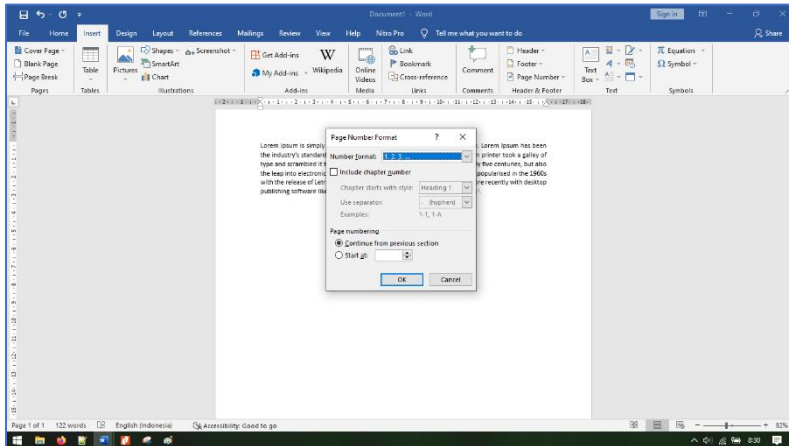 Document1 - Word
Sign in
File Home Insert Design Layout References Mailings Review View Help Nitro Pro Tell me what you want to do Share
Cover Page
Blank Page
Page Break
Pages
Table
Tables
Pictures
Shapes
SmartArt
Chart
Screenshot
Illustrations
Get Add-ins
My Add-ins
Wikipedia
Add-ins
Online
Videos
Media
Link
Bookmark
Cross-reference
Links
Comment
Comments
Header
Footer
Page Number
Header & Footer
Text
Box
Text
Equation
Symbol
Symbols
Lorem Ipsum is simply
. Lorem Ipsum has been
the industry's standard
n printer took a galley of
type and scrambled it t
y five centuries, but also
the leap into electronic
popularised in the 1960s
with the release of Letr
re recently with desktop
publishing software lik
Page Number Format ? ×
Number format: 1, 2, 3, ...
Include chapter number
Chapter starts with style: Heading 1
Use separator: - (hyphen)
Examples: 1-1, 1-A
Page numbering
Continue from previous section
Start at:
OK Cancel
Page 1 of 1 122 words English (Indonesia) Accessibility: Good to go 82%
8:30